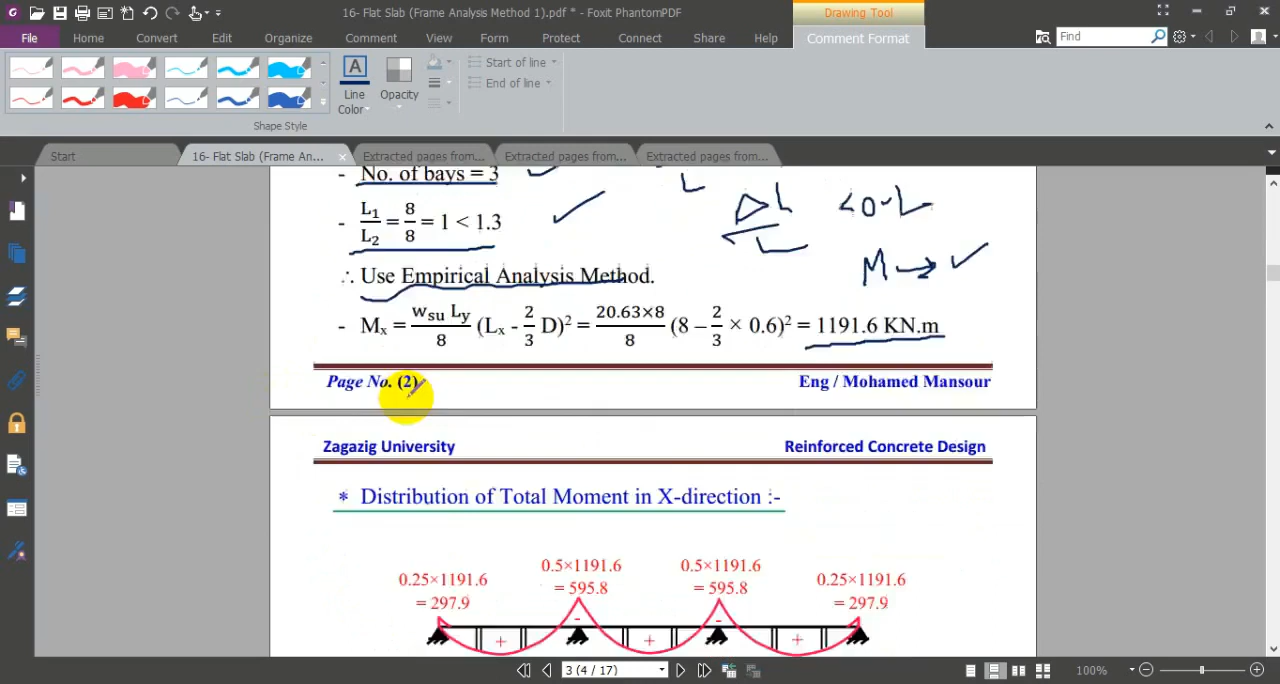 16- Flat Slab (Frame Analysis Method 1).pdf * - Foxit PhantomPDF
Drawing Tool
File Home Convert Edit Organize Comment View Form Protect Connect Share Help Comment Format
Find
Line Color
Opacity
Start of line
End of line
Shape Style
Start
16- Flat Slab (Frame An...
Extracted pages from...
Extracted pages from...
Extracted pages from...
- No. of bays = 3
L
- L1/L2 = 8/8 = 1 < 1.3
L
M → ✓
∴ Use Empirical Analysis Method.
- Mx = wsu Ly/8 (Lx - 2/3 D)² = 20.63×8/8 (8 – 2/3 × 0.6)² = 1191.6 KN.m
Page No. (2)
Eng / Mohamed Mansour
Zagazig University
Reinforced Concrete Design
* Distribution of Total Moment in X-direction :-
0.25×1191.6
= 297.9
0.5×1191.6
= 595.8
0.5×1191.6
= 595.8
0.25×1191.6
= 297.9
- -
+ + +
3 (4 / 17)
100%